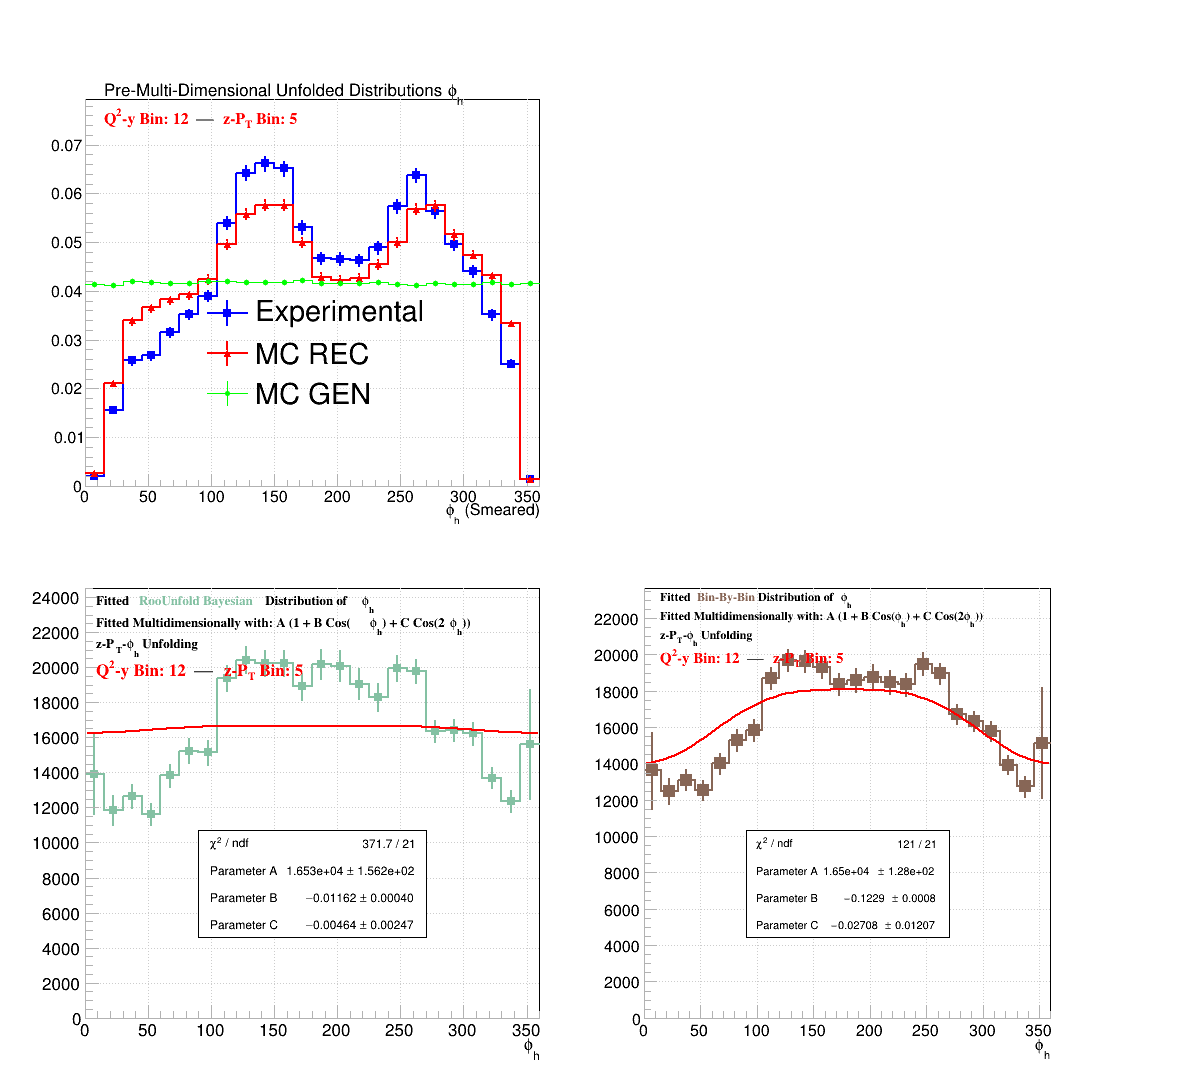 Pre-Multi-Dimensional Unfolded Distributions ϕh
Q2-y Bin: 12 — z-PT Bin: 5
0.07
0.06
0.05
0.04
0.03
0.02
0.01
0
Experimental
MC REC
MC GEN
0 50 100 150 200 250 300 350
ϕh (Smeared)
Fitted RooUnfold Bayesian Distribution of ϕh
Fitted Multidimensionally with: A (1 + B Cos(ϕh) + C Cos(2 ϕh))
z-PT-ϕh Unfolding
Q2-y Bin: 12 — z-PT Bin: 5
24000
22000
20000
18000
16000
14000
12000
10000
8000
6000
4000
2000
0
χ2 / ndf 371.7 / 21
Parameter A 1.653e+04 ± 1.562e+02
Parameter B −0.01162 ± 0.00040
Parameter C −0.00464 ± 0.00247
0 50 100 150 200 250 300 350
ϕh
Fitted Bin-By-Bin Distribution of ϕh
Fitted Multidimensionally with: A (1 + B Cos(ϕh) + C Cos(2ϕh))
z-PT-ϕh Unfolding
Q2-y Bin: 12 — z-PT Bin: 5
22000
20000
18000
16000
14000
12000
10000
8000
6000
4000
2000
0
χ2 / ndf 121 / 21
Parameter A 1.65e+04 ± 1.28e+02
Parameter B −0.1229 ± 0.0008
Parameter C −0.02708 ± 0.01207
0 50 100 150 200 250 300 350
ϕh